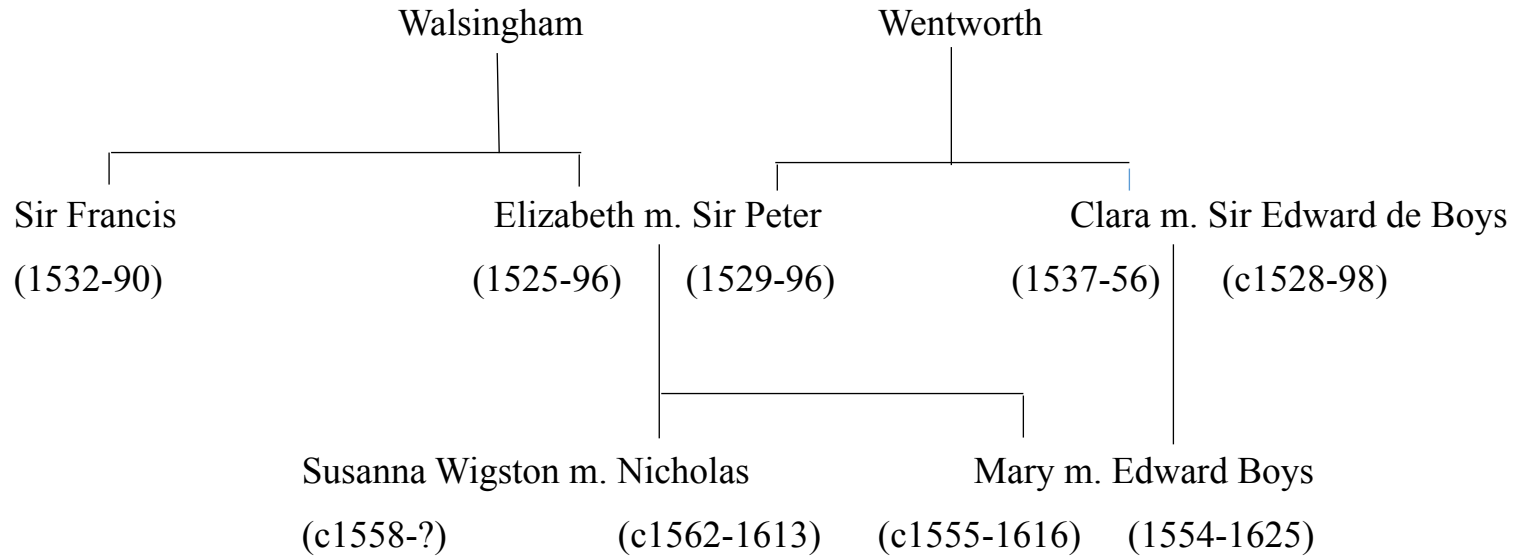 Walsingham Wentworth
Sir Francis Elizabeth m. Sir Peter Clara m. Sir Edward de Boys
(1532-90) (1525-96) (1529-96) (1537-56) (c1528-98)
Susanna Wigston m. Nicholas Mary m. Edward Boys
(c1558-?) (c1562-1613) (c1555-1616) (1554-1625)